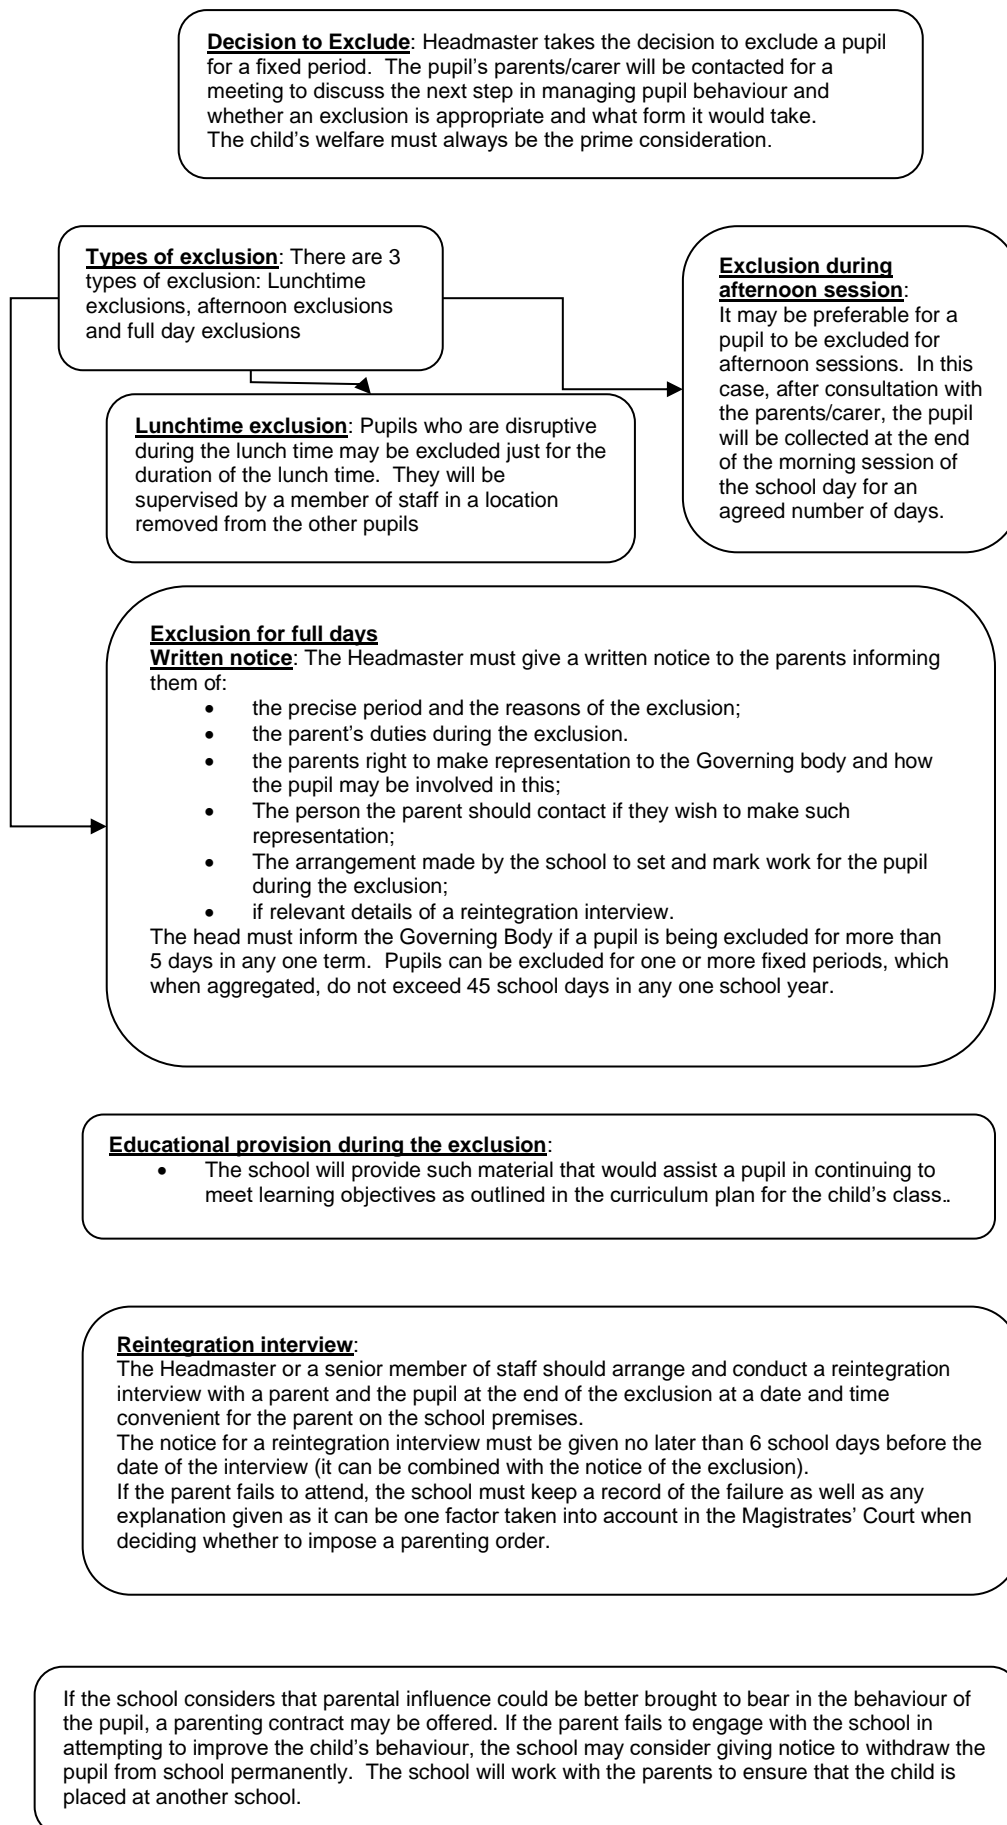 Decision to Exclude: Headmaster takes the decision to exclude a pupil
for a fixed period.  The pupil's parents/carer will be contacted for a
meeting to discuss the next step in managing pupil behaviour and
whether an exclusion is appropriate and what form it would take.
The child's welfare must always be the prime consideration.
Types of exclusion: There are 3
types of exclusion: Lunchtime
exclusions, afternoon exclusions
and full day exclusions
Exclusion during
afternoon session:
It may be preferable for a
pupil to be excluded for
afternoon sessions.  In this
case, after consultation with
the parents/carer, the pupil
will be collected at the end
of the morning session of
the school day for an
agreed number of days.
Lunchtime exclusion: Pupils who are disruptive
during the lunch time may be excluded just for the
duration of the lunch time.  They will be
supervised by a member of staff in a location
removed from the other pupils
Exclusion for full days
Written notice: The Headmaster must give a written notice to the parents informing
them of:
• the precise period and the reasons of the exclusion;
• the parent's duties during the exclusion.
• the parents right to make representation to the Governing body and how
the pupil may be involved in this;
• The person the parent should contact if they wish to make such
representation;
• The arrangement made by the school to set and mark work for the pupil
during the exclusion;
• if relevant details of a reintegration interview.
The head must inform the Governing Body if a pupil is being excluded for more than
5 days in any one term.  Pupils can be excluded for one or more fixed periods, which
when aggregated, do not exceed 45 school days in any one school year.
Educational provision during the exclusion:
• The school will provide such material that would assist a pupil in continuing to
meet learning objectives as outlined in the curriculum plan for the child's class..
Reintegration interview:
The Headmaster or a senior member of staff should arrange and conduct a reintegration
interview with a parent and the pupil at the end of the exclusion at a date and time
convenient for the parent on the school premises.
The notice for a reintegration interview must be given no later than 6 school days before the
date of the interview (it can be combined with the notice of the exclusion).
If the parent fails to attend, the school must keep a record of the failure as well as any
explanation given as it can be one factor taken into account in the Magistrates' Court when
deciding whether to impose a parenting order.
If the school considers that parental influence could be better brought to bear in the behaviour of
the pupil, a parenting contract may be offered. If the parent fails to engage with the school in
attempting to improve the child's behaviour, the school may consider giving notice to withdraw the
pupil from school permanently.  The school will work with the parents to ensure that the child is
placed at another school.